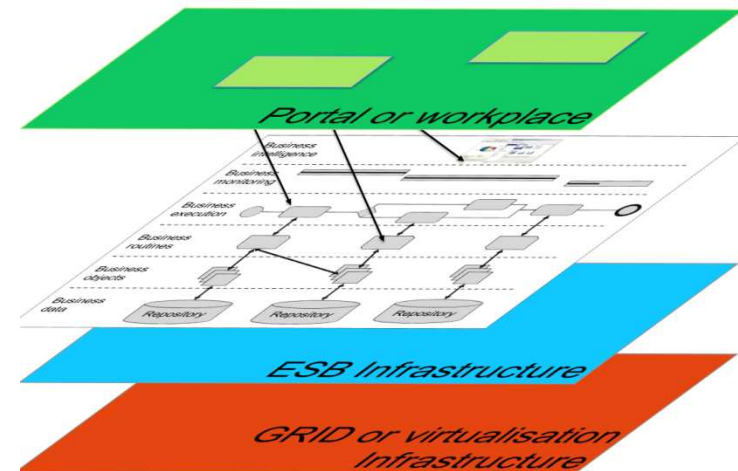 Portal or workplace
Business
intelligence
Business
monitoring
Business
execution
Business
routines
Business
objects
Business
data
Repository
Repository
Repository
ESB Infrastructure
GRID or virtualisation
Infrastructure